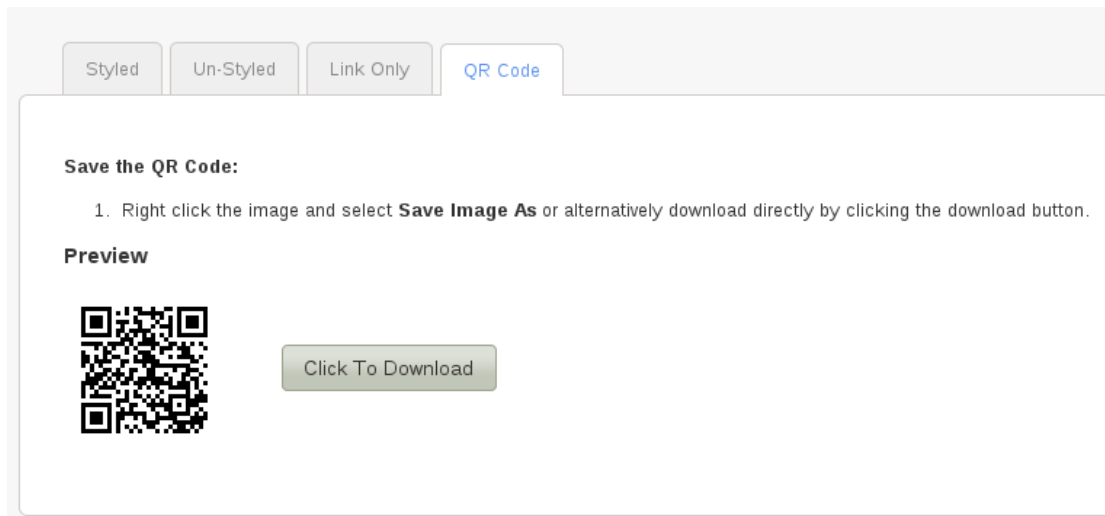 Styled
Un-Styled
Link Only
QR Code
Save the QR Code:
1. Right click the image and select Save Image As or alternatively download directly by clicking the download button.
Preview
Click To Download